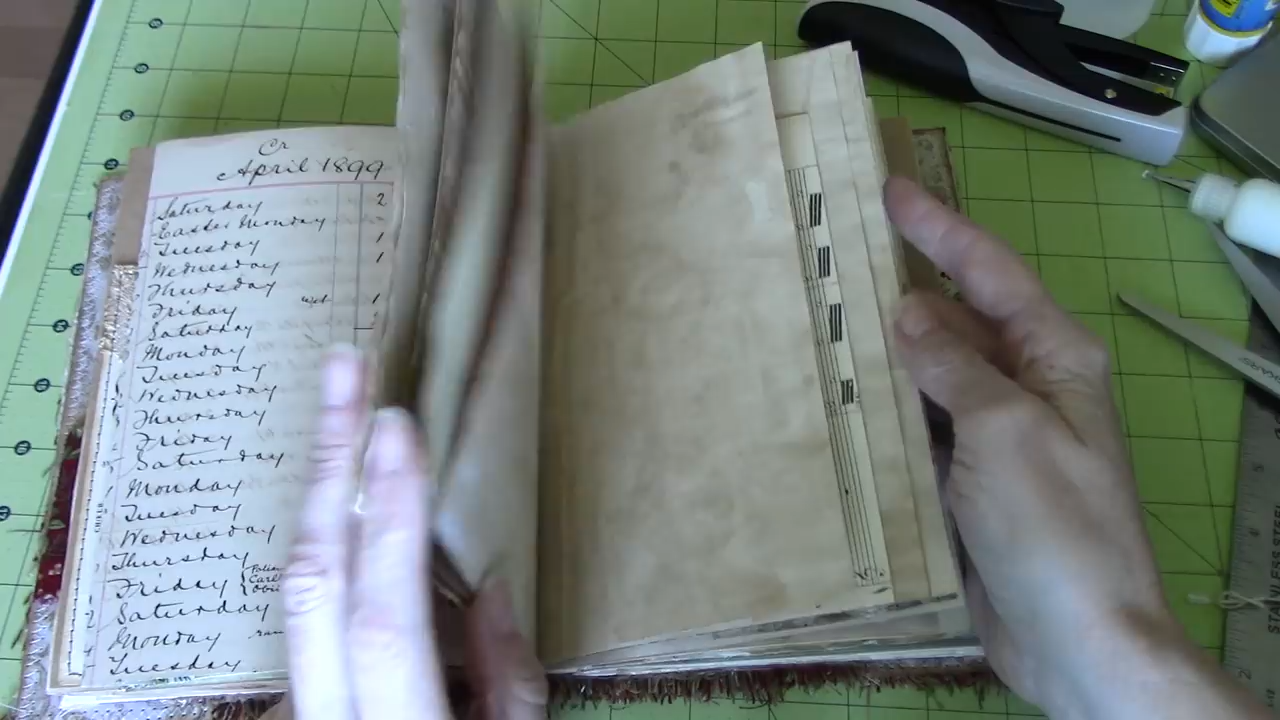 Cr
April 1899
Saturday 2
Easter Monday
Tuesday 1
Wednesday 1
Thursday
Friday wet 1
Saturday
Monday
Tuesday
Wednesday
Thursday
Friday
Saturday
Monday
Tuesday
Wednesday
Thursday
Friday
Saturday
Monday
Tuesday